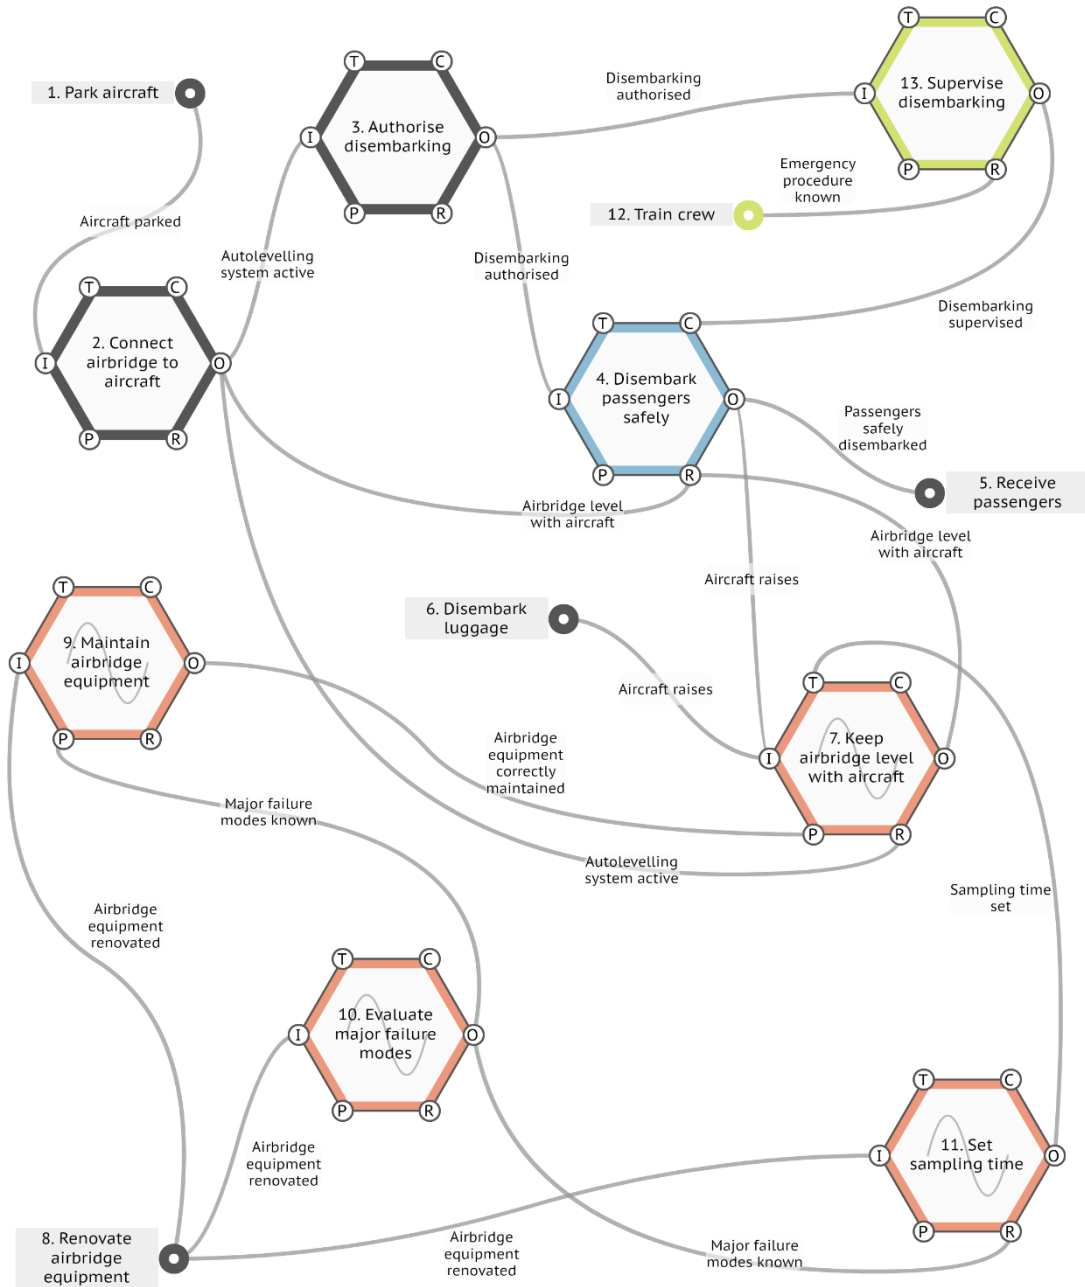 T
C
13. Supervise
disembarking
I
O
P
R
1. Park aircraft
T
C
3. Authorise
disembarking
I
O
P
R
Disembarking
authorised
Emergency
procedure
known
12. Train crew
Aircraft parked
Autolevelling
system active
Disembarking
authorised
Disembarking
supervised
T
C
2. Connect
airbridge to
aircraft
I
O
P
R
T
C
4. Disembark
passengers
safely
I
O
P
R
Passengers
safely
disembarked
5. Receive
passengers
Airbridge level
with aircraft
Airbridge level
with aircraft
Aircraft raises
6. Disembark
luggage
T
C
9. Maintain
airbridge
equipment
I
O
P
R
Aircraft raises
T
C
7. Keep
airbridge level
with aircraft
I
O
P
R
Airbridge
equipment
correctly
maintained
Major failure
modes known
Autolevelling
system active
Sampling time
set
Airbridge
equipment
renovated
T
C
10. Evaluate
major failure
modes
I
O
P
R
T
C
11. Set
sampling time
I
O
P
R
Airbridge
equipment
renovated
8. Renovate
airbridge
equipment
Airbridge
equipment
renovated
Major failure
modes known